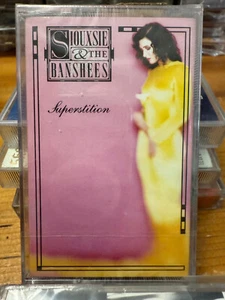 SIOUXSIE
& THE
BANSHEES
Superstition